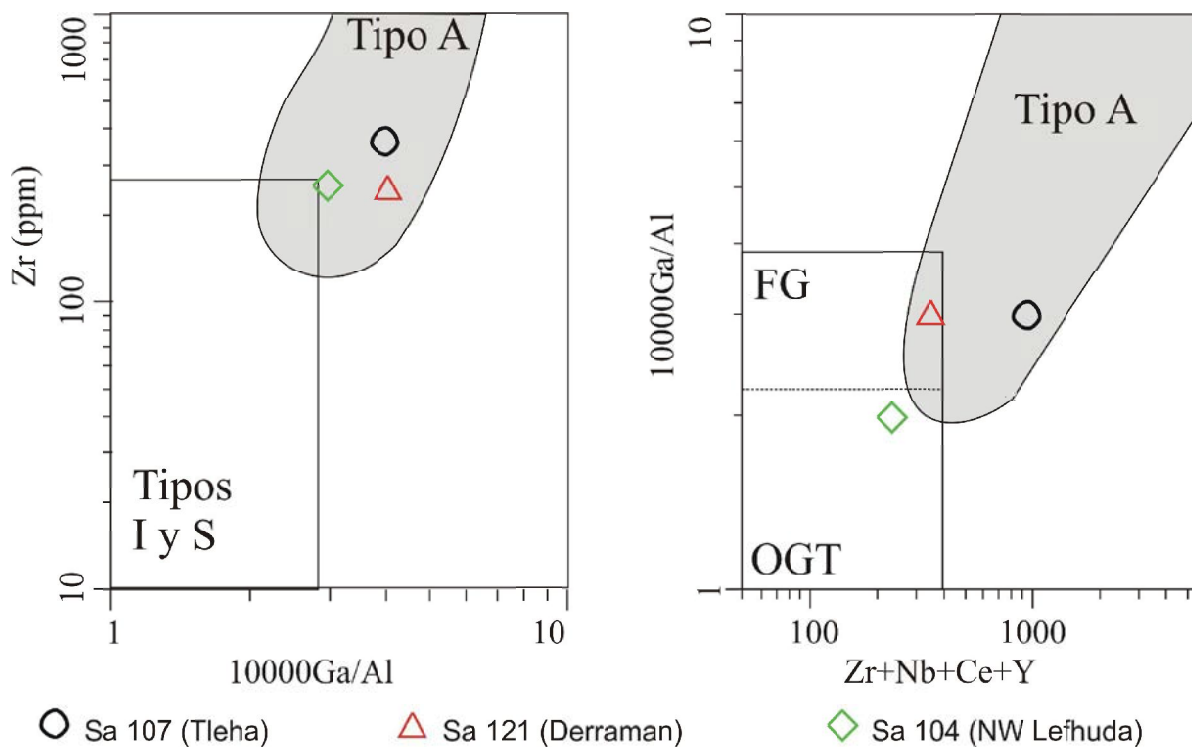 1000
Tipo A
Zr (ppm)
100
Tipos
I y S
10
1
10
10000Ga/Al
10
Tipo A
10000Ga/Al
FG
OGT
1
100
1000
Zr+Nb+Ce+Y
Sa 107 (Tleha)
Sa 121 (Derraman)
Sa 104 (NW Lefhuda)